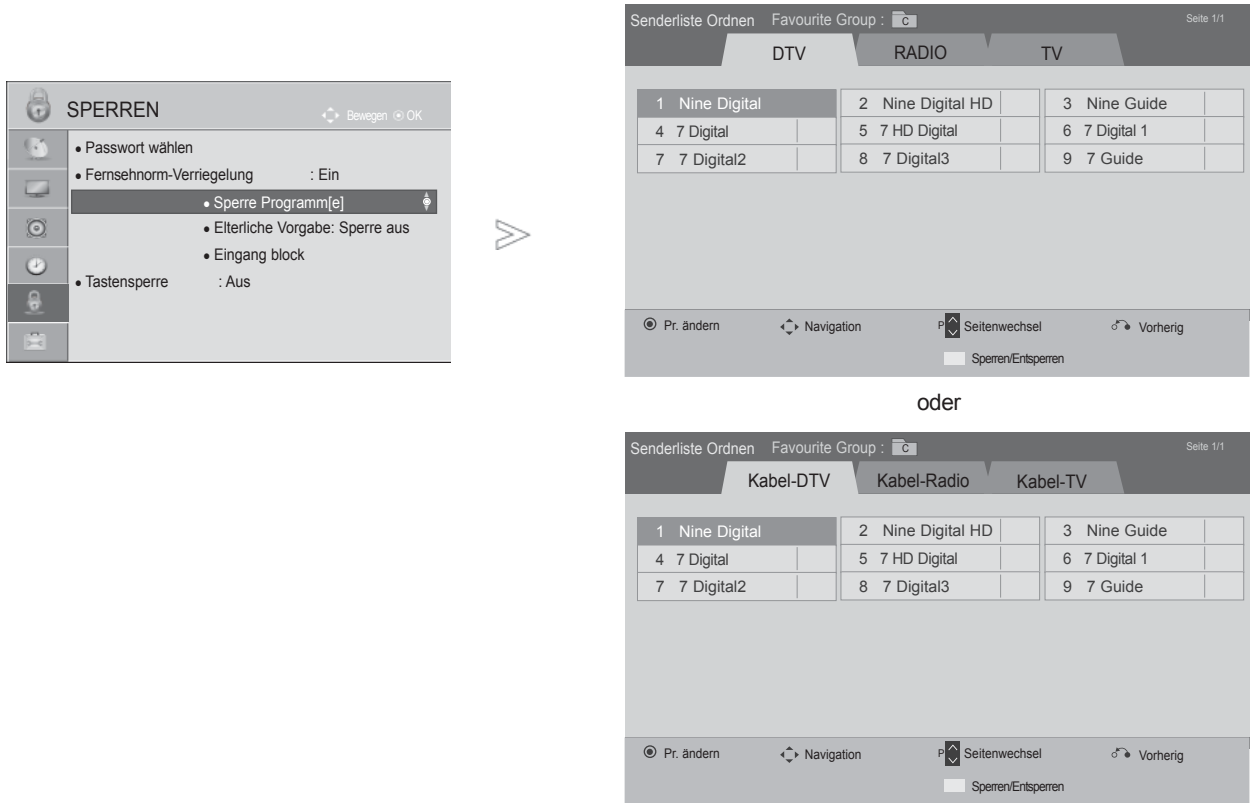 SPERREN Bewegen OK
• Passwort wählen
• Fernsehnorm-Verriegelung : Ein
• Sperre Programm[e]
• Elterliche Vorgabe: Sperre aus
• Eingang block
• Tastensperre : Aus
Senderliste Ordnen Favourite Group : C Seite 1/1
DTV RADIO TV
1 Nine Digital 2 Nine Digital HD 3 Nine Guide
4 7 Digital 5 7 HD Digital 6 7 Digital 1
7 7 Digital2 8 7 Digital3 9 7 Guide
Pr. ändern Navigation P Seitenwechsel Vorherig
Sperren/Entsperren
oder
Senderliste Ordnen Favourite Group : C Seite 1/1
Kabel-DTV Kabel-Radio Kabel-TV
1 Nine Digital 2 Nine Digital HD 3 Nine Guide
4 7 Digital 5 7 HD Digital 6 7 Digital 1
7 7 Digital2 8 7 Digital3 9 7 Guide
Pr. ändern Navigation P Seitenwechsel Vorherig
Sperren/Entsperren